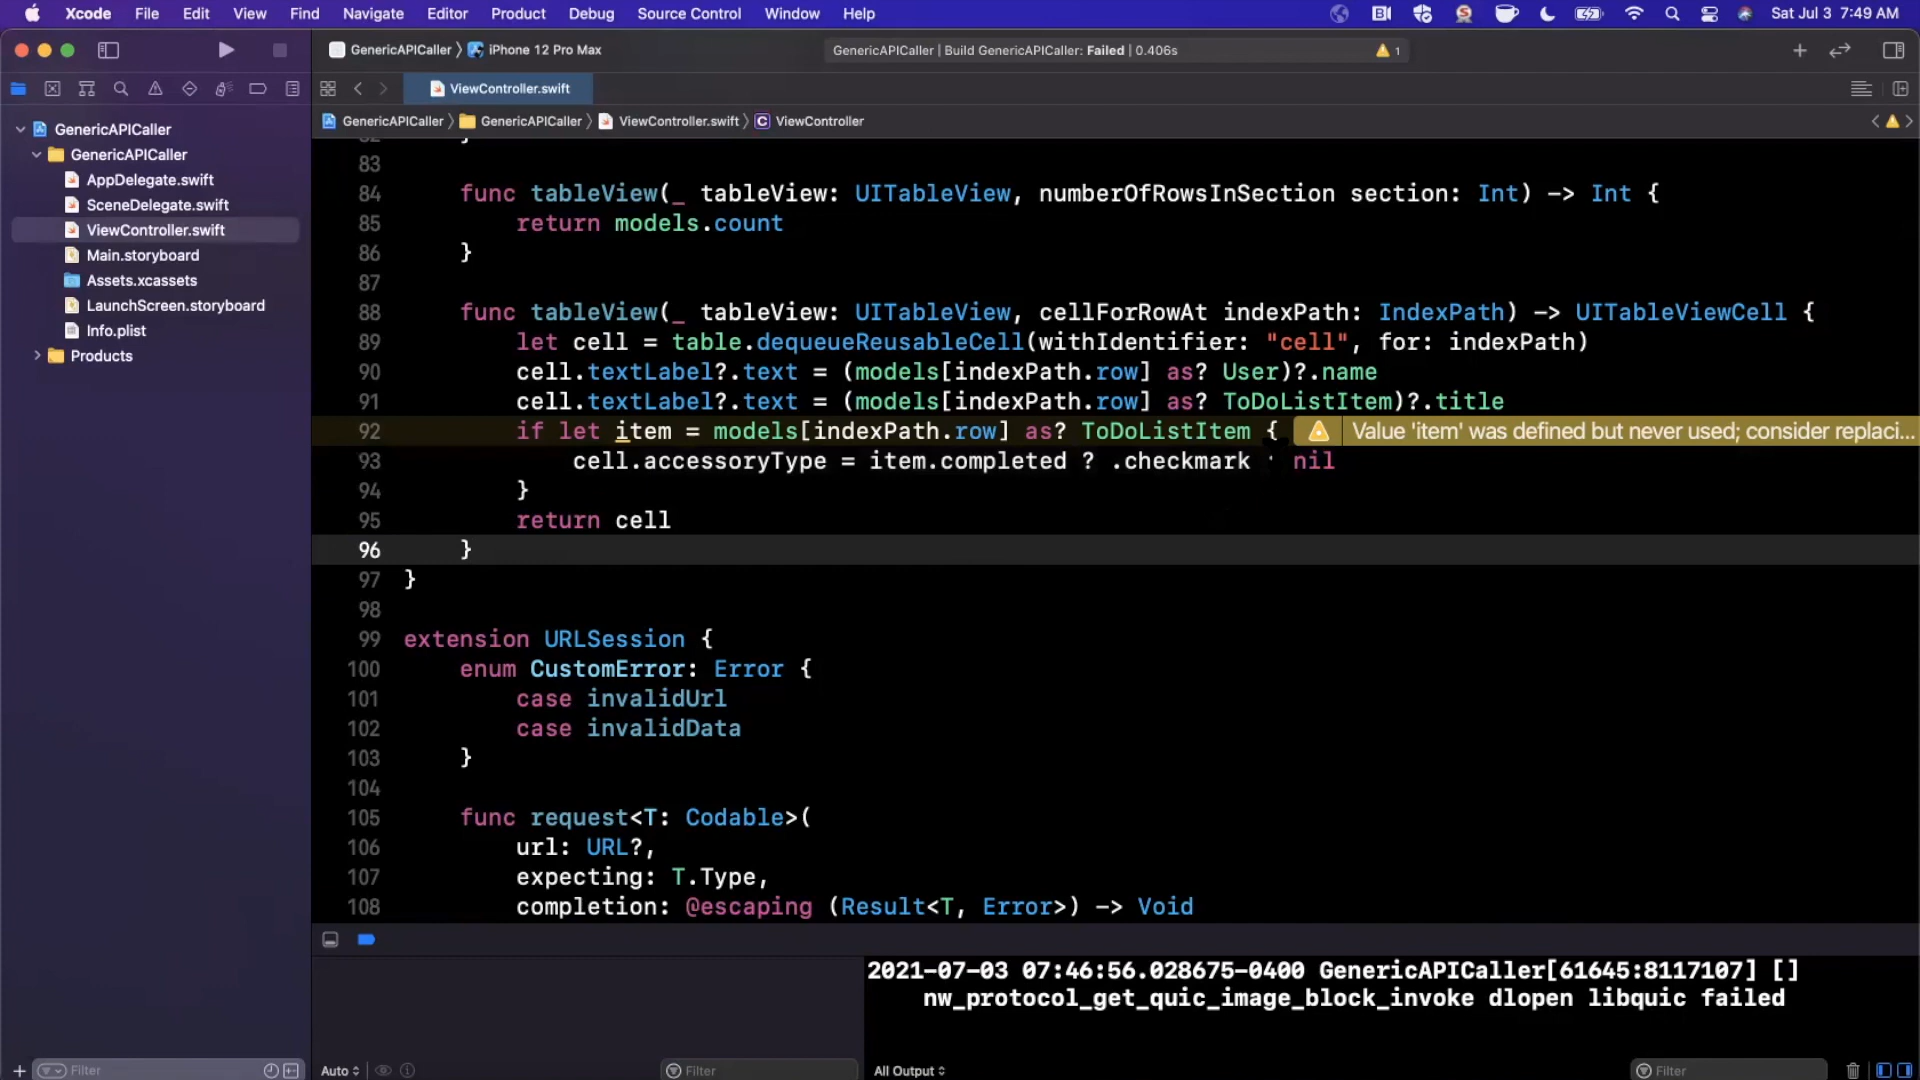 Xcode File Edit View Find Navigate Editor Product Debug Source Control Window Help Sat Jul 3 7:49 AM
GenericAPICaller iPhone 12 Pro Max GenericAPICaller | Build GenericAPICaller: Failed | 0.406s 1
ViewController.swift
GenericAPICaller GenericAPICaller ViewController.swift C ViewController
GenericAPICaller
GenericAPICaller
AppDelegate.swift
SceneDelegate.swift
ViewController.swift
Main.storyboard
Assets.xcassets
LaunchScreen.storyboard
Info.plist
Products
82 }
83
84 func tableView(_ tableView: UITableView, numberOfRowsInSection section: Int) -> Int {
85 return models.count
86 }
87
88 func tableView(_ tableView: UITableView, cellForRowAt indexPath: IndexPath) -> UITableViewCell {
89 let cell = table.dequeueReusableCell(withIdentifier: "cell", for: indexPath)
90 cell.textLabel?.text = (models[indexPath.row] as? User)?.name
91 cell.textLabel?.text = (models[indexPath.row] as? ToDoListItem)?.title
92 if let item = models[indexPath.row] as? ToDoListItem { Value 'item' was defined but never used; consider replaci...
93 cell.accessoryType = item.completed ? .checkmark : nil
94 }
95 return cell
96 }
97 }
98
99 extension URLSession {
100 enum CustomError: Error {
101 case invalidUrl
102 case invalidData
103 }
104
105 func request<T: Codable>(
106 url: URL?,
107 expecting: T.Type,
108 completion: @escaping (Result<T, Error>) -> Void
2021-07-03 07:46:56.028675-0400 GenericAPICaller[61645:8117107] []
nw_protocol_get_quic_image_block_invoke dlopen libquic failed
Filter Auto Filter All Output Filter